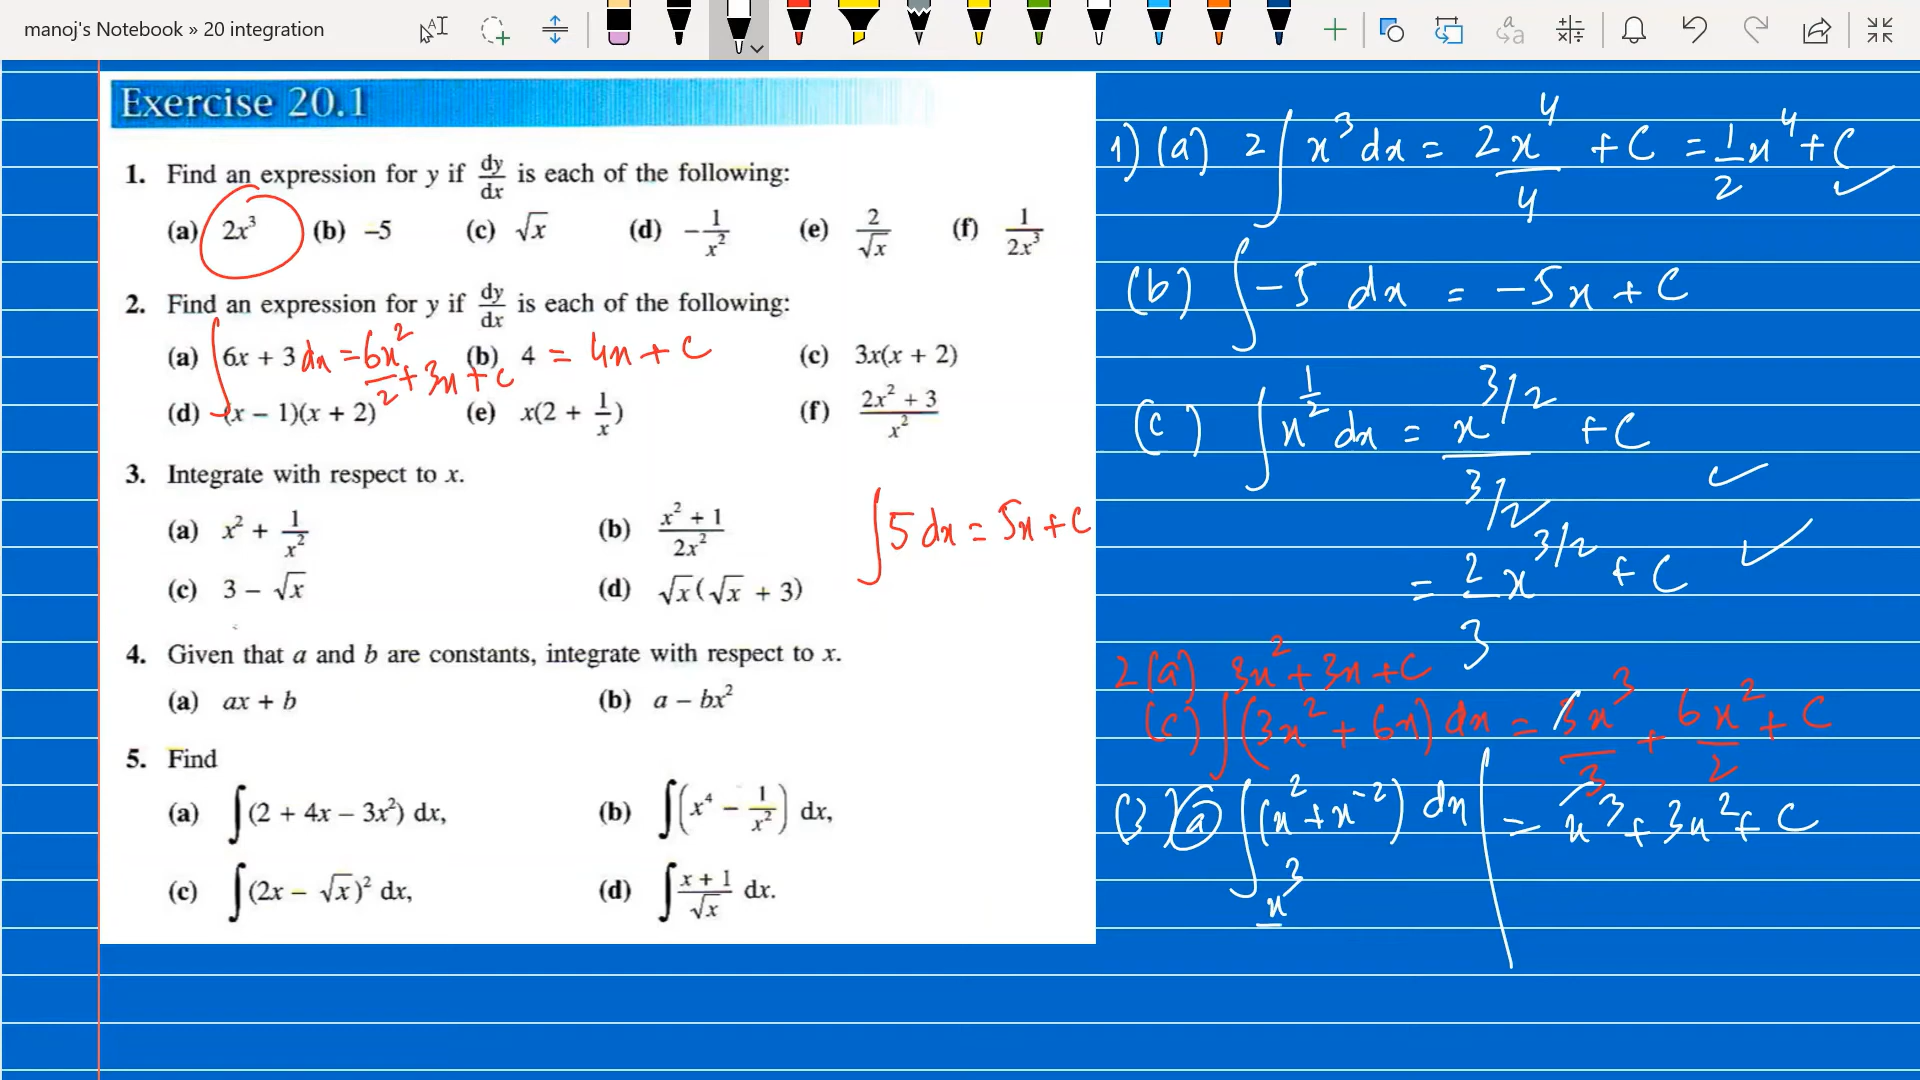 manoj's Notebook » 20 integration
Exercise 20.1
1. Find an expression for y if dy/dx is each of the following:
(a) 2x³ (b) –5 (c) √x (d) –1/x² (e) 2/√x (f) 1/2x³
2. Find an expression for y if dy/dx is each of the following:
(a) ∫ 6x + 3 dx = 6x²/2 + 3x + c (b) 4 = 4x + c (c) 3x(x + 2)
(d) (x – 1)(x + 2) (e) x(2 + 1/x) (f) (2x² + 3)/x²
3. Integrate with respect to x.
(a) x² + 1/x² (b) (x² + 1)/2x²
∫ 5 dx = 5x + c
(c) 3 – √x (d) √x(√x + 3)
4. Given that a and b are constants, integrate with respect to x.
(a) ax + b (b) a – bx²
5. Find
(a) ∫(2 + 4x – 3x²) dx, (b) ∫(x⁴ – 1/x²) dx,
(c) ∫(2x – √x)² dx, (d) ∫ (x + 1)/√x dx.
1) (a) 2 ∫ x³ dx = 2x⁴/4 + C = 1/2 x⁴ + C
(b) ∫ –5 dx = –5x + C
(c) ∫ x^1/2 dx = x^3/2 / 3/2 + C
= 2/3 x^3/2 + C
2 (a) 3x² + 3x + C
(c) ∫ (3x² + 6x) dx = 3x³/3 + 6x²/2 + C
= x³ + 3x² + C
(3) (a) ∫ (x² + x⁻²) dx
x³